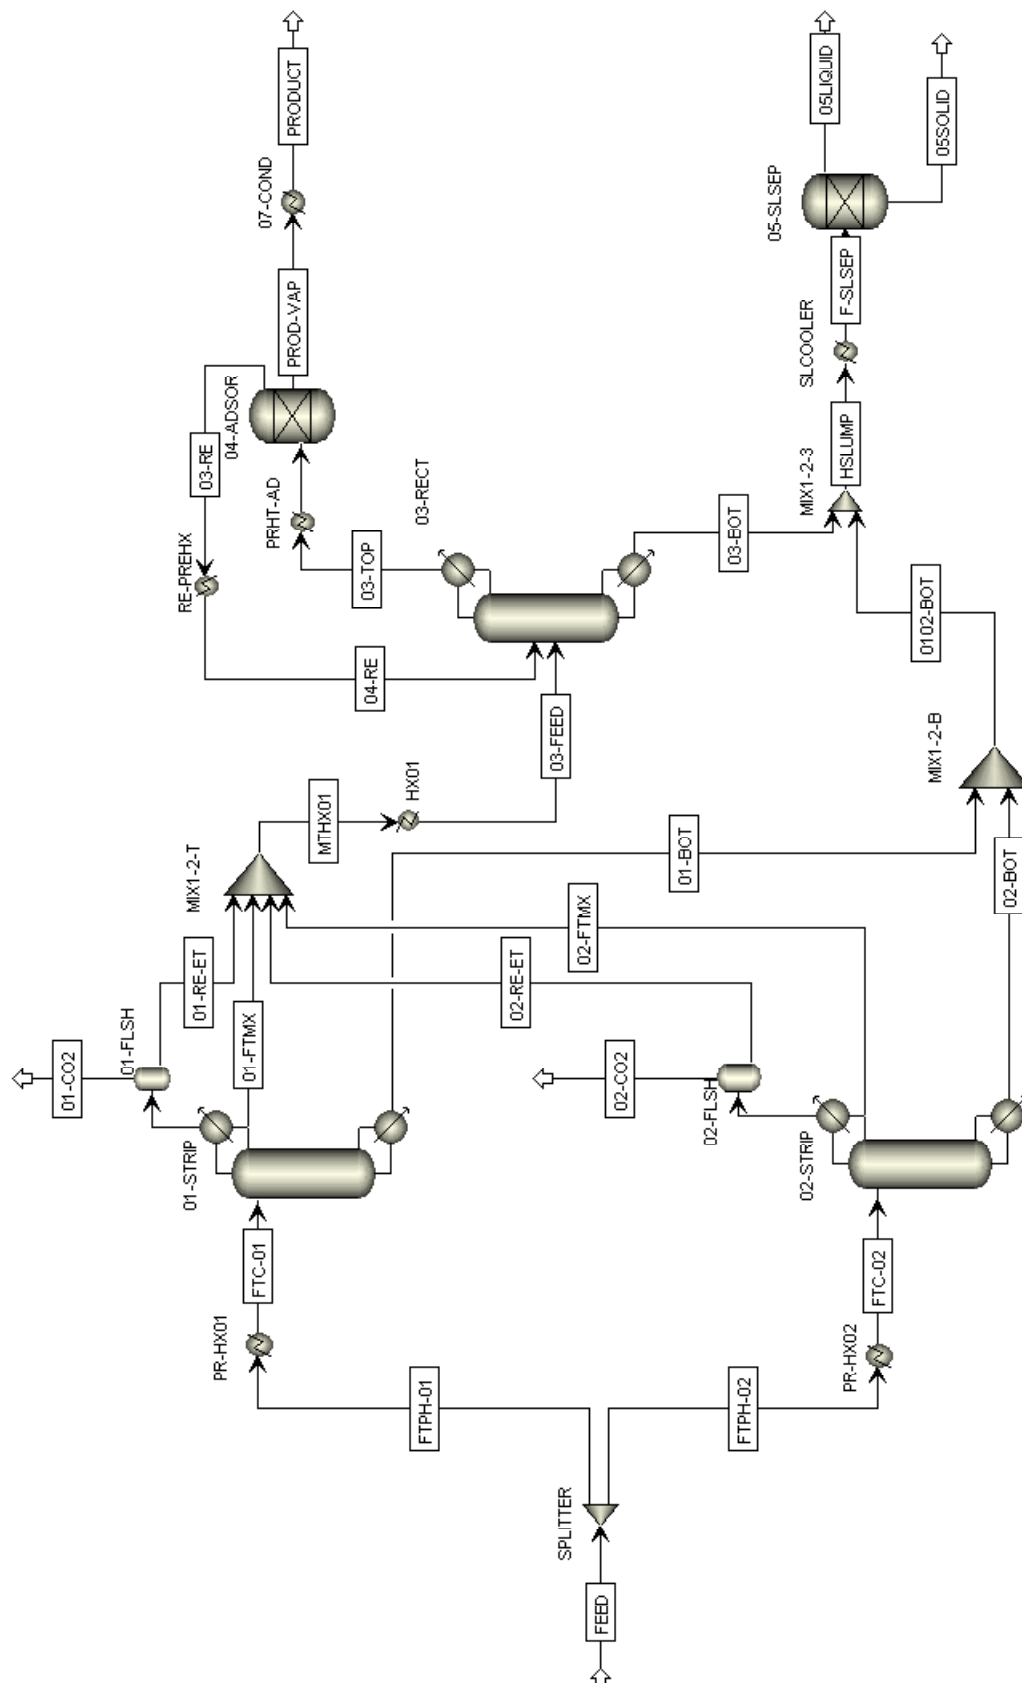 FEED
SPLITTER
FTPH-01
FTPH-02
PR-HX01
PR-HX02
FTC-01
FTC-02
01-STRIP
02-STRIP
01-FLSH
02-FLSH
01-CO2
02-CO2
01-RE-ET
02-RE-ET
01-FTMX
02-FTMX
MIX1-2-T
01-BOT
02-BOT
MIX1-2-B
0102-BOT
MTHX01
HX01
03-FEED
04-RE
RE-PREHX
03-RE
03-RECT
03-TOP
03-BOT
PRHT-AD
04-ADSOR
PROD-VAP
07-COND
PRODUCT
MIX1-2-3
HSLUMP
SLCOOLER
F-SLSEP
05-SLSEP
05LIQUID
05SOLID